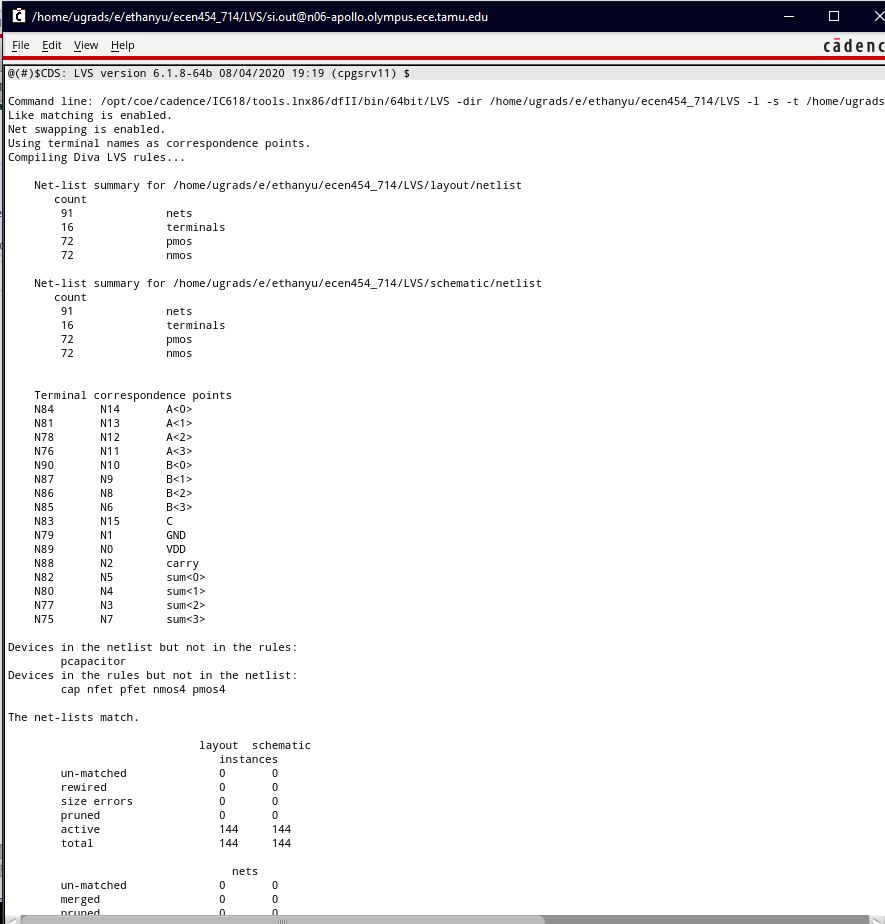 /home/ugrads/e/ethanyu/ecen454_714/LVS/si.out@n06-apollo.olympus.ece.tamu.edu
File Edit View Help
cādenc
@(#)$CDS: LVS version 6.1.8-64b 08/04/2020 19:19 (cpgsrv11) $
Command line: /opt/coe/cadence/IC618/tools.lnx86/dfII/bin/64bit/LVS -dir /home/ugrads/e/ethanyu/ecen454_714/LVS -l -s -t /home/ugrads
Like matching is enabled.
Net swapping is enabled.
Using terminal names as correspondence points.
Compiling Diva LVS rules...
Net-list summary for /home/ugrads/e/ethanyu/ecen454_714/LVS/layout/netlist
count
91 nets
16 terminals
72 pmos
72 nmos
Net-list summary for /home/ugrads/e/ethanyu/ecen454_714/LVS/schematic/netlist
count
91 nets
16 terminals
72 pmos
72 nmos
Terminal correspondence points
N84 N14 A<0>
N81 N13 A<1>
N78 N12 A<2>
N76 N11 A<3>
N90 N10 B<0>
N87 N9 B<1>
N86 N8 B<2>
N85 N6 B<3>
N83 N15 C
N79 N1 GND
N89 N0 VDD
N88 N2 carry
N82 N5 sum<0>
N80 N4 sum<1>
N77 N3 sum<2>
N75 N7 sum<3>
Devices in the netlist but not in the rules:
pcapacitor
Devices in the rules but not in the netlist:
cap nfet pfet nmos4 pmos4
The net-lists match.
layout schematic
instances
un-matched 0 0
rewired 0 0
size errors 0 0
pruned 0 0
active 144 144
total 144 144
nets
un-matched 0 0
merged 0 0
pruned 0 0